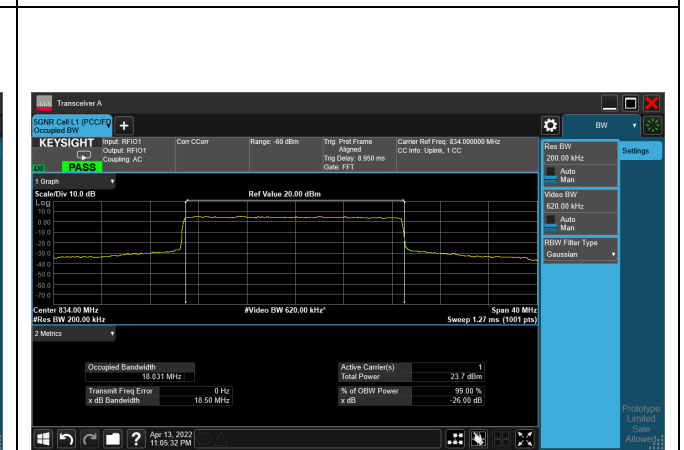 Transceiver A
5GNR Cell L1 (PCC/FD
Occupied BW
+
BW
KEYSIGHT
PASS
Input: RFIO1
Output: RFIO1
Coupling: AC
Corr CCorr
Range: -60 dBm
Trig: Prot Frame
Aligned
Trig Delay: 8.950 ms
Gate: FFT
Carrier Ref Freq: 834.000000 MHz
CC Info: Uplink, 1 CC
1 Graph
Scale/Div 10.0 dB
Ref Value 20.00 dBm
Log
10.0
0.00
-10.0
-20.0
-30.0
-40.0
-50.0
-60.0
-70.0
Center 834.00 MHz
#Video BW 620.00 kHz*
Span 40 MHz
#Res BW 200.00 kHz
Sweep 1.27 ms (1001 pts)
2 Metrics
Occupied Bandwidth
18.031 MHz
Transmit Freq Error 0 Hz
x dB Bandwidth 18.50 MHz
Active Carrier(s) 1
Total Power 23.7 dBm
% of OBW Power 99.00 %
x dB -26.00 dB
Res BW
200.00 kHz
Auto
Man
Video BW
620.00 kHz
Auto
Man
RBW Filter Type
Gaussian
Settings
Prototype
Limited
Sale
Allowed
?
Apr 13, 2022
11:05:32 PM